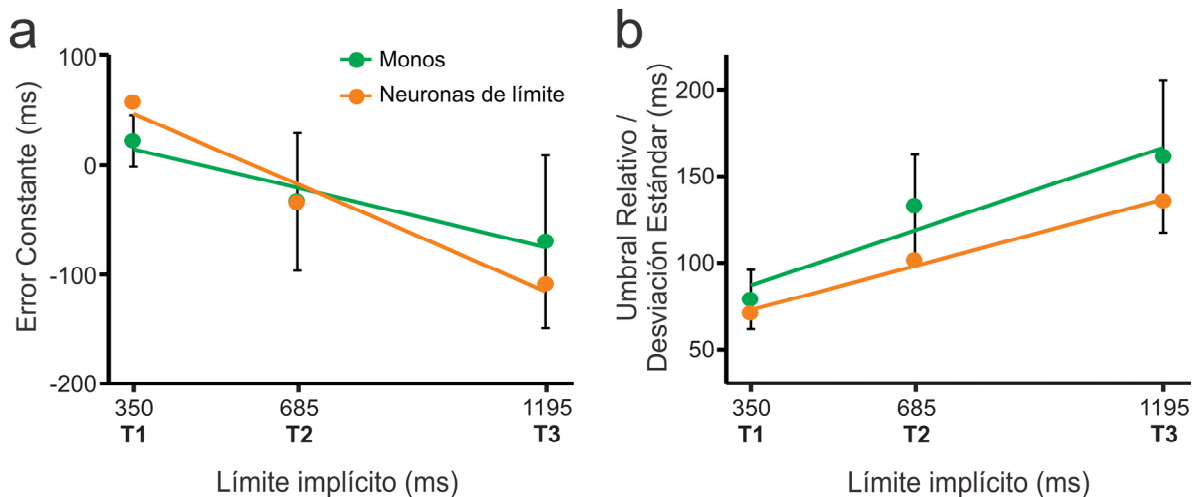 a
Error Constante (ms)
100
0
-100
-200
Monos
Neuronas de límite
350
685
1195
T1
T2
T3
Límite implícito (ms)
b
Umbral Relativo /
Desviación Estándar (ms)
200
150
100
50
350
685
1195
T1
T2
T3
Límite implícito (ms)